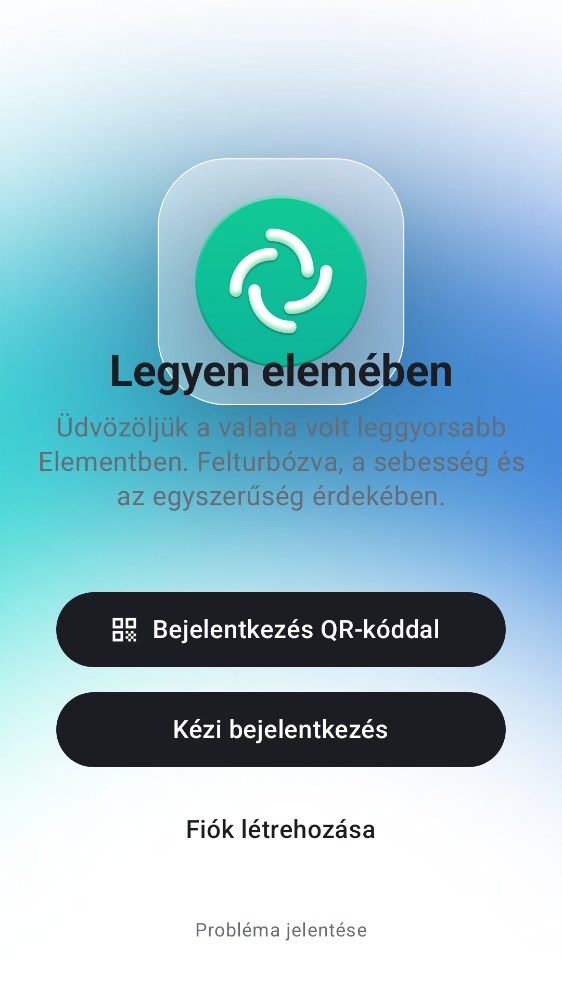 Legyen elemében
Üdvözöljük a valaha volt leggyorsabb
Elementben. Felturbózva, a sebesség és
az egyszerűség érdekében.
Bejelentkezés QR-kóddal
Kézi bejelentkezés
Fiók létrehozása
Probléma jelentése